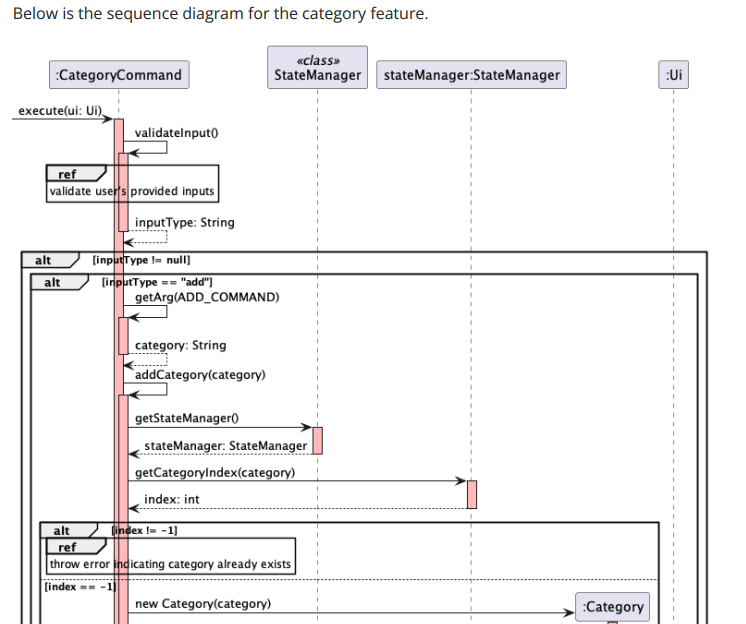 Below is the sequence diagram for the category feature.
«class»
:CategoryCommand StateManager stateManager:StateManager :Ui
execute(ui: Ui)
validateInput()
ref
validate user's provided inputs
inputType: String
alt [inputType != null]
alt [inputType == "add"]
getArg(ADD_COMMAND)
category: String
addCategory(category)
getStateManager()
stateManager: StateManager
getCategoryIndex(category)
index: int
alt [index != -1]
ref
throw error indicating category already exists
[index == -1]
new Category(category)
:Category